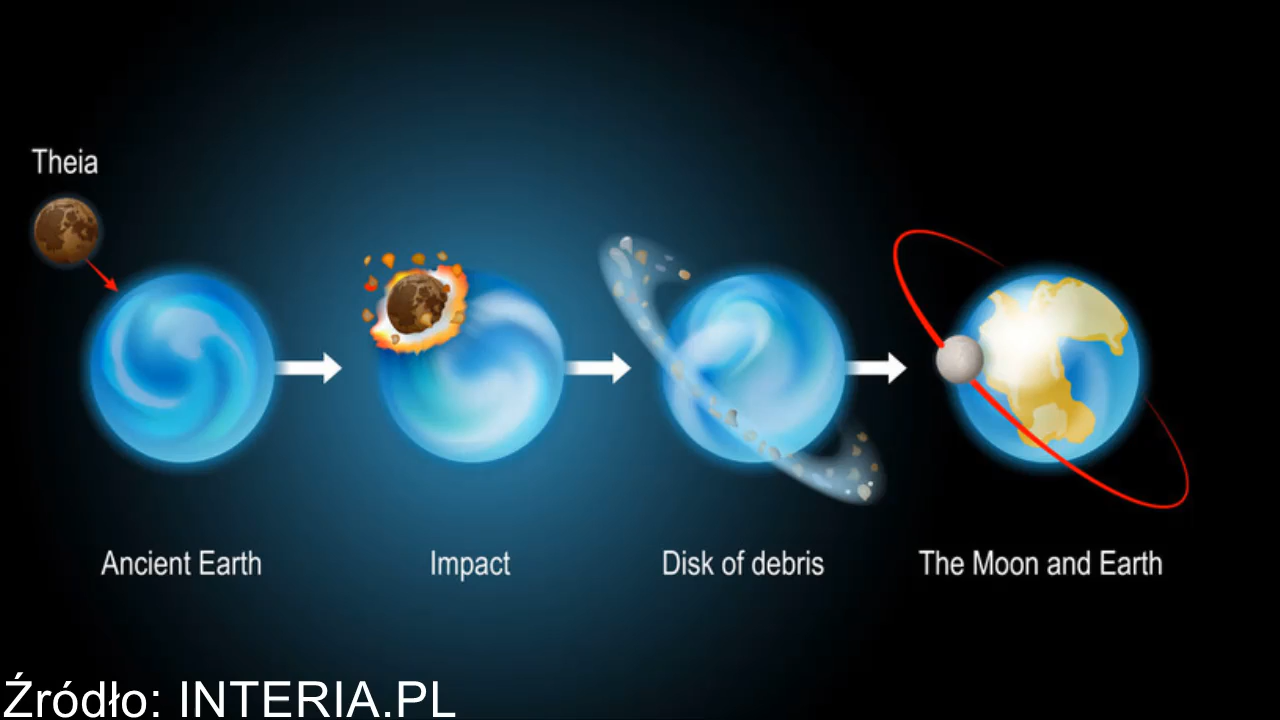 Theia
Ancient Earth
Impact
Disk of debris
The Moon and Earth
Źródło: INTERIA.PL